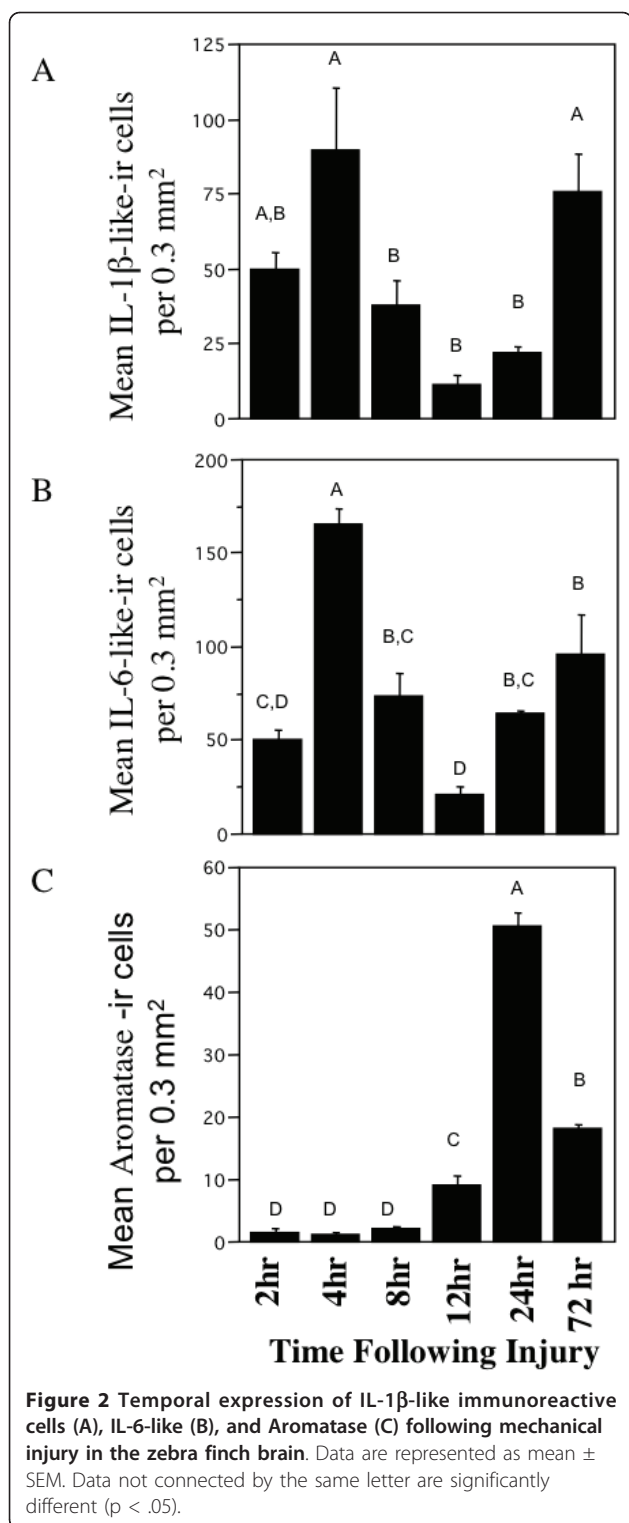 A
Mean IL-1β-like-ir cells
per 0.3 mm²
125
100
75
50
25
0
A,B
A
B
B
B
A
B
Mean IL-6-like-ir cells
per 0.3 mm²
200
150
100
50
0
C,D
A
B,C
D
B,C
B
C
Mean Aromatase -ir cells
per 0.3 mm²
60
50
40
30
20
10
0
D
D
D
C
A
B
2hr
4hr
8hr
12hr
24hr
72 hr
Time Following Injury
Figure 2 Temporal expression of IL-1β-like immunoreactive
cells (A), IL-6-like (B), and Aromatase (C) following mechanical
injury in the zebra finch brain. Data are represented as mean ±
SEM. Data not connected by the same letter are significantly
different (p < .05).